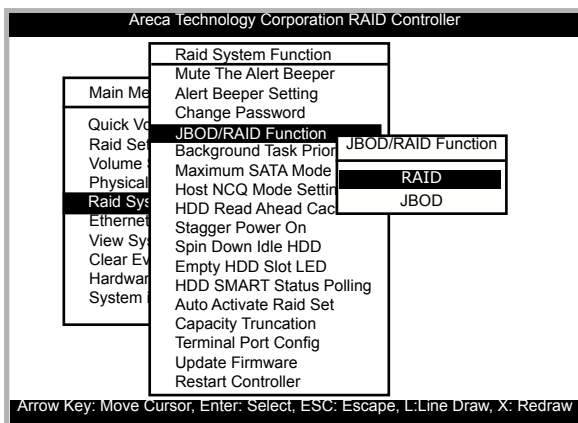 Areca Technology Corporation RAID Controller
Raid System Function
Mute The Alert Beeper
Alert Beeper Setting
Change Password
JBOD/RAID Function
Background Task Prior
Maximum SATA Mode
Host NCQ Mode Settin
HDD Read Ahead Cac
Stagger Power On
Spin Down Idle HDD
Empty HDD Slot LED
HDD SMART Status Polling
Auto Activate Raid Set
Capacity Truncation
Terminal Port Config
Update Firmware
Restart Controller
Main Me
Quick Vo
Raid Set
Volume
Physical
Raid Sys
Ethernet
View Sys
Clear Ev
Hardwar
System i
JBOD/RAID Function
RAID
JBOD
Arrow Key: Move Cursor, Enter: Select, ESC: Escape, L:Line Draw, X: Redraw